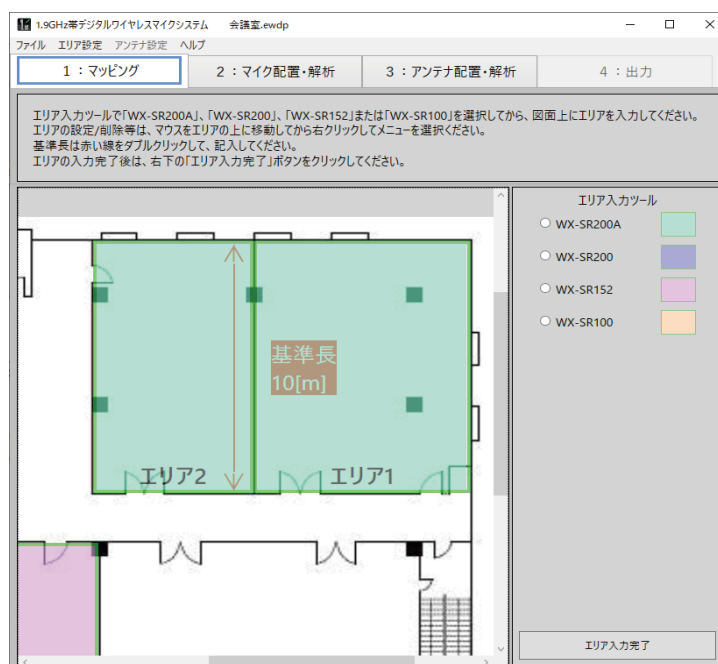 1.9GHz帯デジタルワイヤレスマイクシステム 会議室.ewdp
ファイル エリア設定 アンテナ設定 ヘルプ
1：マッピング 2：マイク配置・解析 3：アンテナ配置・解析 4：出力
エリア入力ツールで「WX-SR200A」、「WX-SR200」、「WX-SR152」または「WX-SR100」を選択してから、図面上にエリアを入力してください。
エリアの設定/削除等は、マウスをエリアの上に移動してから右クリックしてメニューを選択ください。
基準長は赤い線をダブルクリックして、記入してください。
エリアの入力完了後は、右下の「エリア入力完了」ボタンをクリックしてください。
エリア入力ツール
WX-SR200A
WX-SR200
WX-SR152
WX-SR100
基準長
10[m]
エリア2 エリア1
エリア入力完了